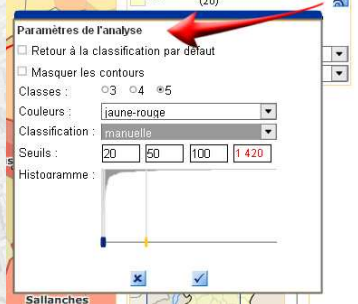 (20)
Paramètres de l'analyse
Retour à la classification par défaut
Masquer les contours
Classes : 3 4 5
Couleurs : jaune-rouge
Classification : manuelle
Seuils : 20 50 100 1 420
Histogramme :
Sallanches